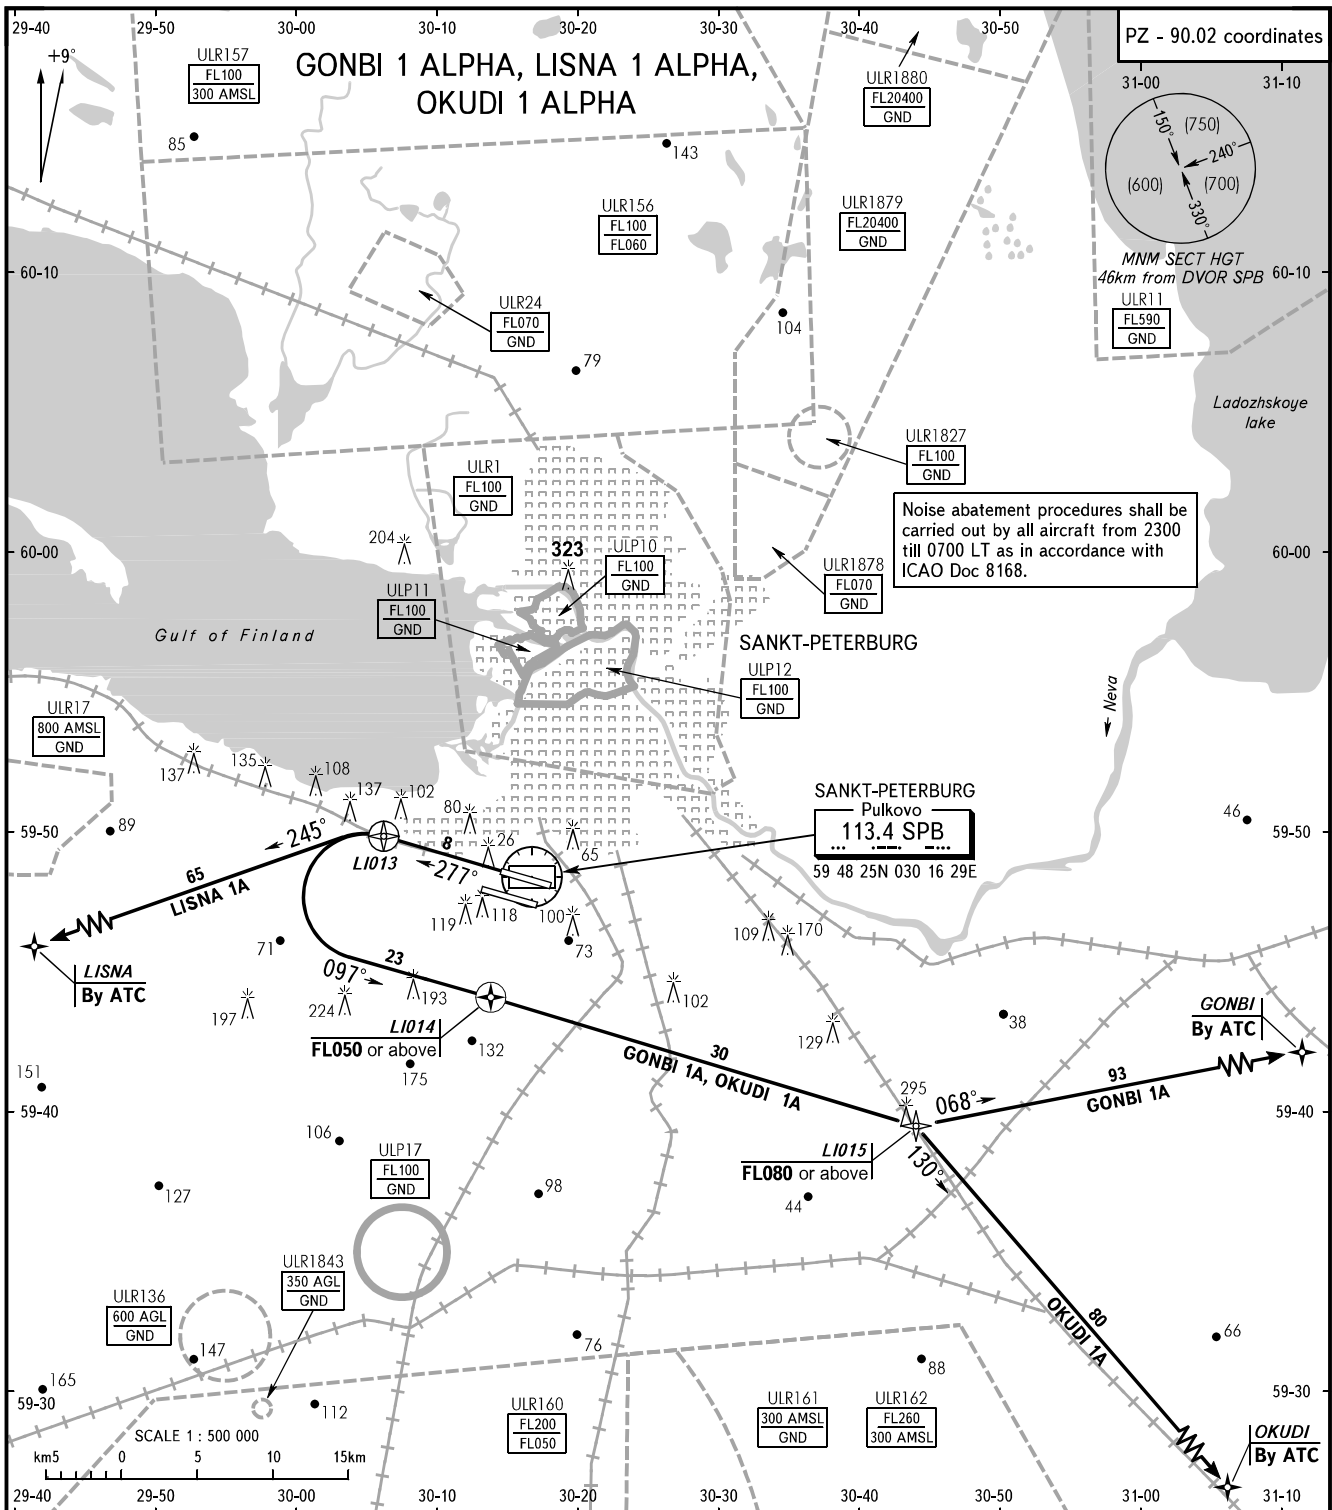 29-40
29-50
30-00
30-10
30-20
30-30
30-40
30-50
PZ - 90.02 coordinates
31-00
31-10
+9°
ULR157
FL100
300 AMSL
GONBI 1 ALPHA, LISNA 1 ALPHA,
OKUDI 1 ALPHA
ULR1880
FL20400
GND
85
143
150°
(750)
240°
(600)
(700)
330°
MNM SECT HGT
46km from DVOR SPB
ULR156
FL100
FL060
ULR1879
FL20400
GND
60-10
60-10
ULR24
FL070
GND
104
ULR11
FL590
GND
79
Ladozhskoye
lake
ULR1827
FL100
GND
ULR1
FL100
GND
Noise abatement procedures shall be
carried out by all aircraft from 2300
till 0700 LT as in accordance with
ICAO Doc 8168.
60-00
204
323
ULP10
FL100
GND
60-00
ULR1878
FL070
GND
ULP11
FL100
GND
Gulf of Finland
SANKT-PETERBURG
ULP12
FL100
GND
Neva
ULR17
800 AMSL
GND
137
135
108
137
102
80
26
65
SANKT-PETERBURG
Pulkovo
113.4 SPB
59 48 25N 030 16 29E
46
59-50
89
59-50
245°
LI013
8
277°
65
LISNA 1A
119
118
100
73
109
170
71
LISNA
By ATC
097°
23
197
224
193
102
LI014
FL050 or above
132
175
129
38
GONBI
By ATC
30
GONBI 1A, OKUDI 1A
93
GONBI 1A
068°
295
151
59-40
59-40
106
LI015
FL080 or above
130°
ULP17
FL100
GND
127
98
44
ULR1843
350 AGL
GND
ULR136
600 AGL
GND
80
OKUDI 1A
147
76
66
88
165
59-30
59-30
112
ULR160
FL200
FL050
ULR161
300 AMSL
GND
ULR162
FL260
300 AMSL
OKUDI
By ATC
SCALE 1 : 500 000
km5
0
5
10
15km
29-40
29-50
30-00
30-10
30-20
30-30
30-40
30-50
31-00
31-10